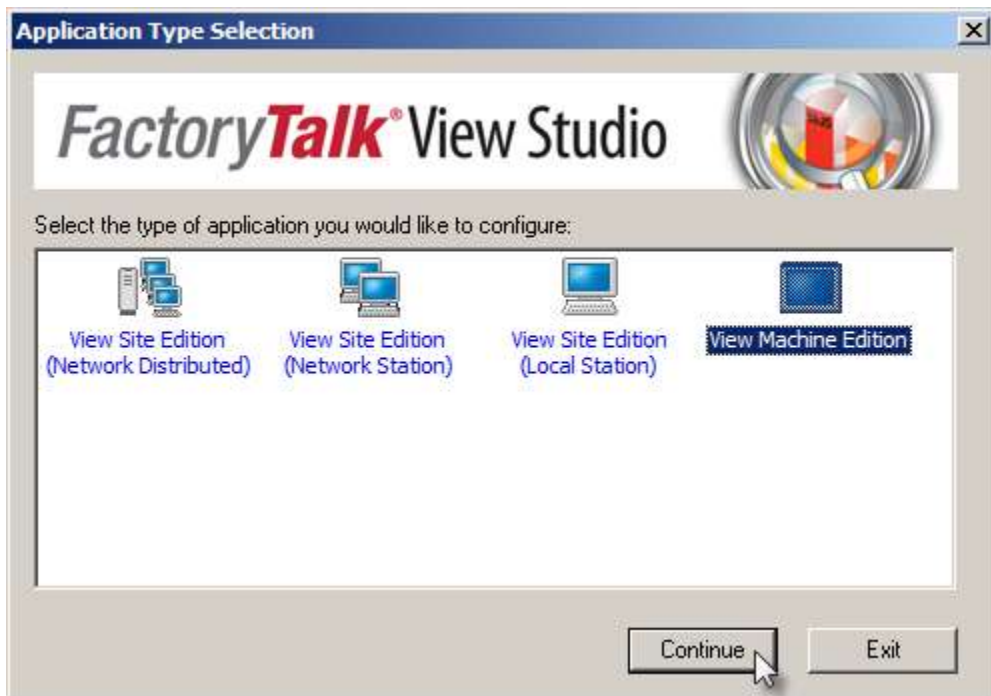 Application Type Selection
FactoryTalk® View Studio
Select the type of application you would like to configure:
View Site Edition
(Network Distributed)
View Site Edition
(Network Station)
View Site Edition
(Local Station)
View Machine Edition
Continue
Exit